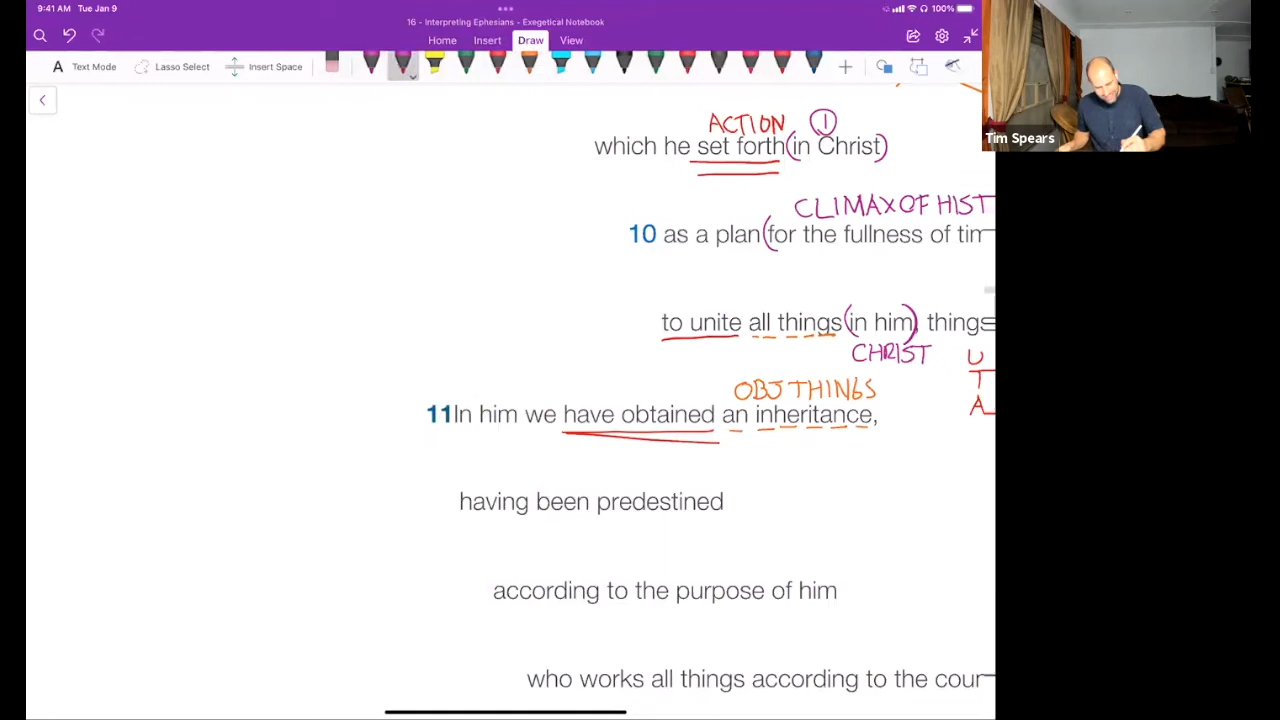 9:41 AM Tue Jan 9
100%
16 - Interpreting Ephesians - Exegetical Notebook
Home Insert Draw View
A Text Mode Lasso Select Insert Space
Tim Spears
ACTION 1
which he set forth (in Christ)
CLIMAX OF HIST
10 as a plan (for the fullness of tim
to unite all things (in him), things
CHRIST U
T
OBJ THINGS
A
11In him we have obtained an inheritance,
having been predestined
according to the purpose of him
who works all things according to the coun